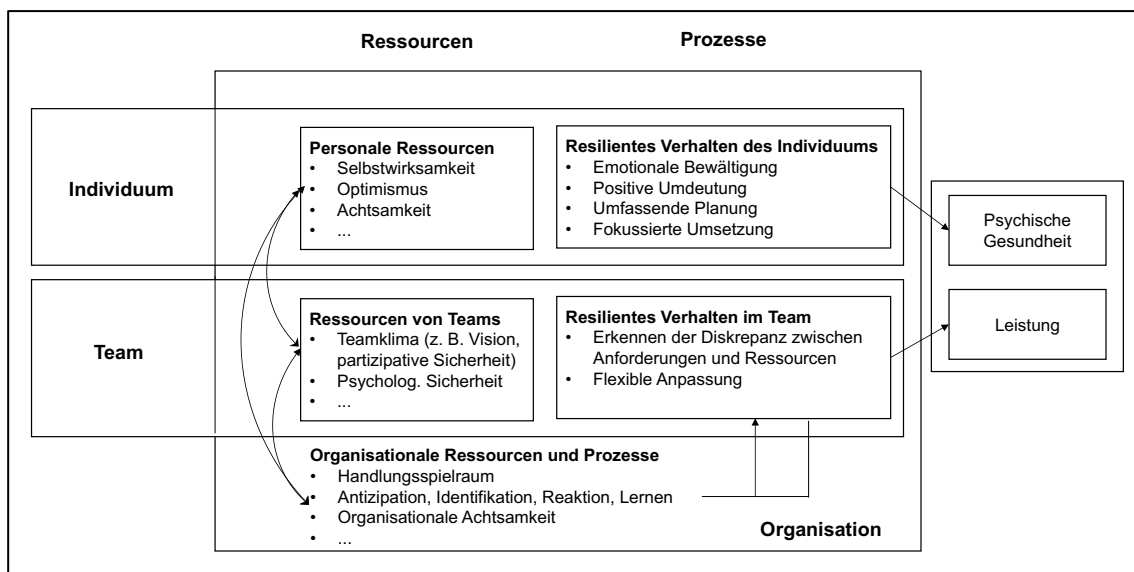 Ressourcen
Prozesse
Individuum
Personale Ressourcen
• Selbstwirksamkeit
• Optimismus
• Achtsamkeit
• ...
Resilientes Verhalten des Individuums
• Emotionale Bewältigung
• Positive Umdeutung
• Umfassende Planung
• Fokussierte Umsetzung
Psychische
Gesundheit
Team
Ressourcen von Teams
• Teamklima (z. B. Vision,
partizipative Sicherheit)
• Psycholog. Sicherheit
• ...
Resilientes Verhalten im Team
• Erkennen der Diskrepanz zwischen
Anforderungen und Ressourcen
• Flexible Anpassung
Leistung
Organisationale Ressourcen und Prozesse
• Handlungsspielraum
• Antizipation, Identifikation, Reaktion, Lernen
• Organisationale Achtsamkeit
• ...
Organisation